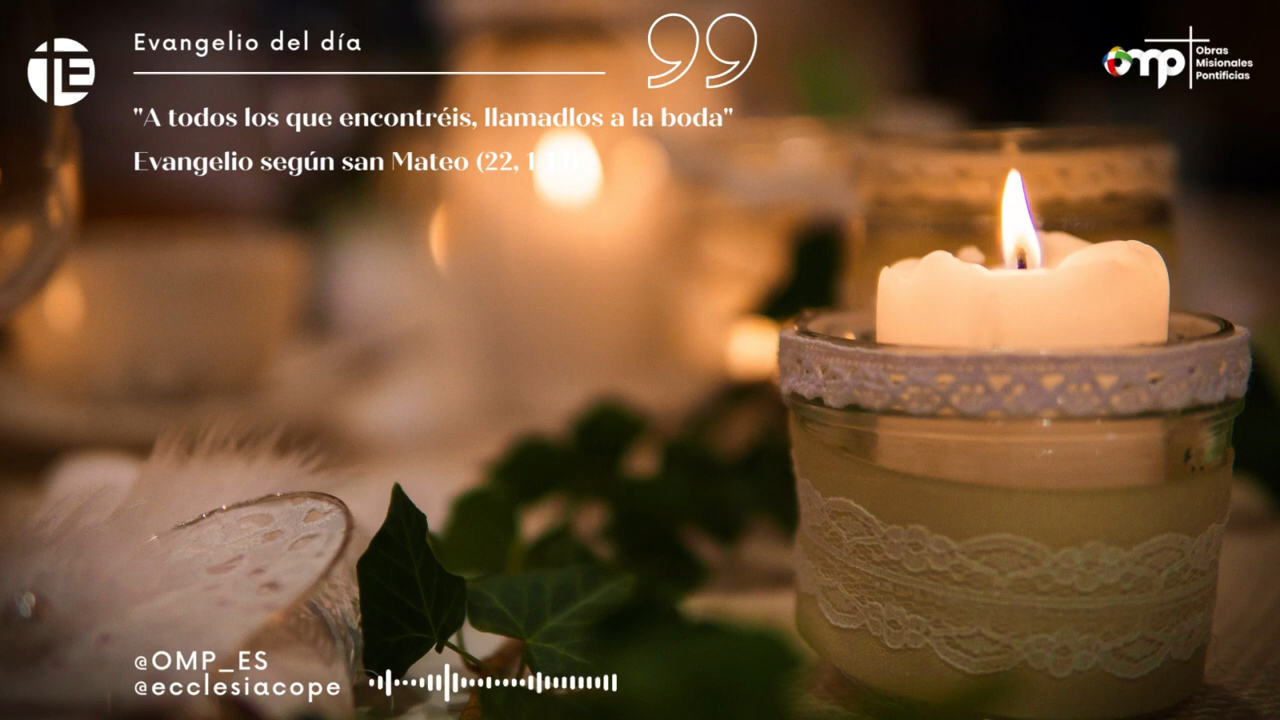 Evangelio del día
"A todos los que encontréis, llamadlos a la boda"
Evangelio según san Mateo (22,
omp
Obras
Misionales
Pontificias
@OMP_ES
@ecclesiacope